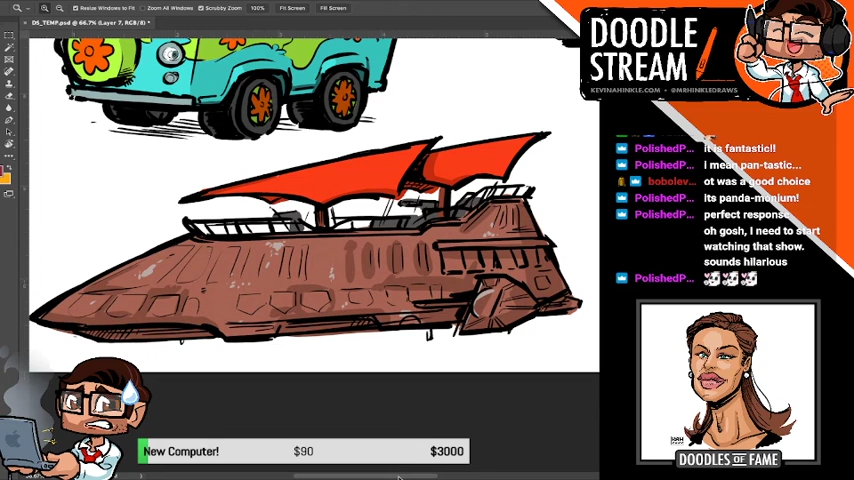 Resize Windows to Fit
Zoom All Windows
Scrubby Zoom
100%
Fit Screen
Fill Screen
DS_TEMP.psd @ 66.7% (Layer 7, RGB/8) *
DOODLE
STREAM
KEVINAHINKLE.COM • @MRHINKLEDRAWS
PolishedP... it is fantastic!!
PolishedP... I mean pan-tastic...
bobolev... ot was a good choice
PolishedP... Its panda-monium!
PolishedP... perfect response
oh gosh, I need to start
watching that show.
sounds hilarious
PolishedP...
New Computer! $90 $3000
DOODLES OF FAME